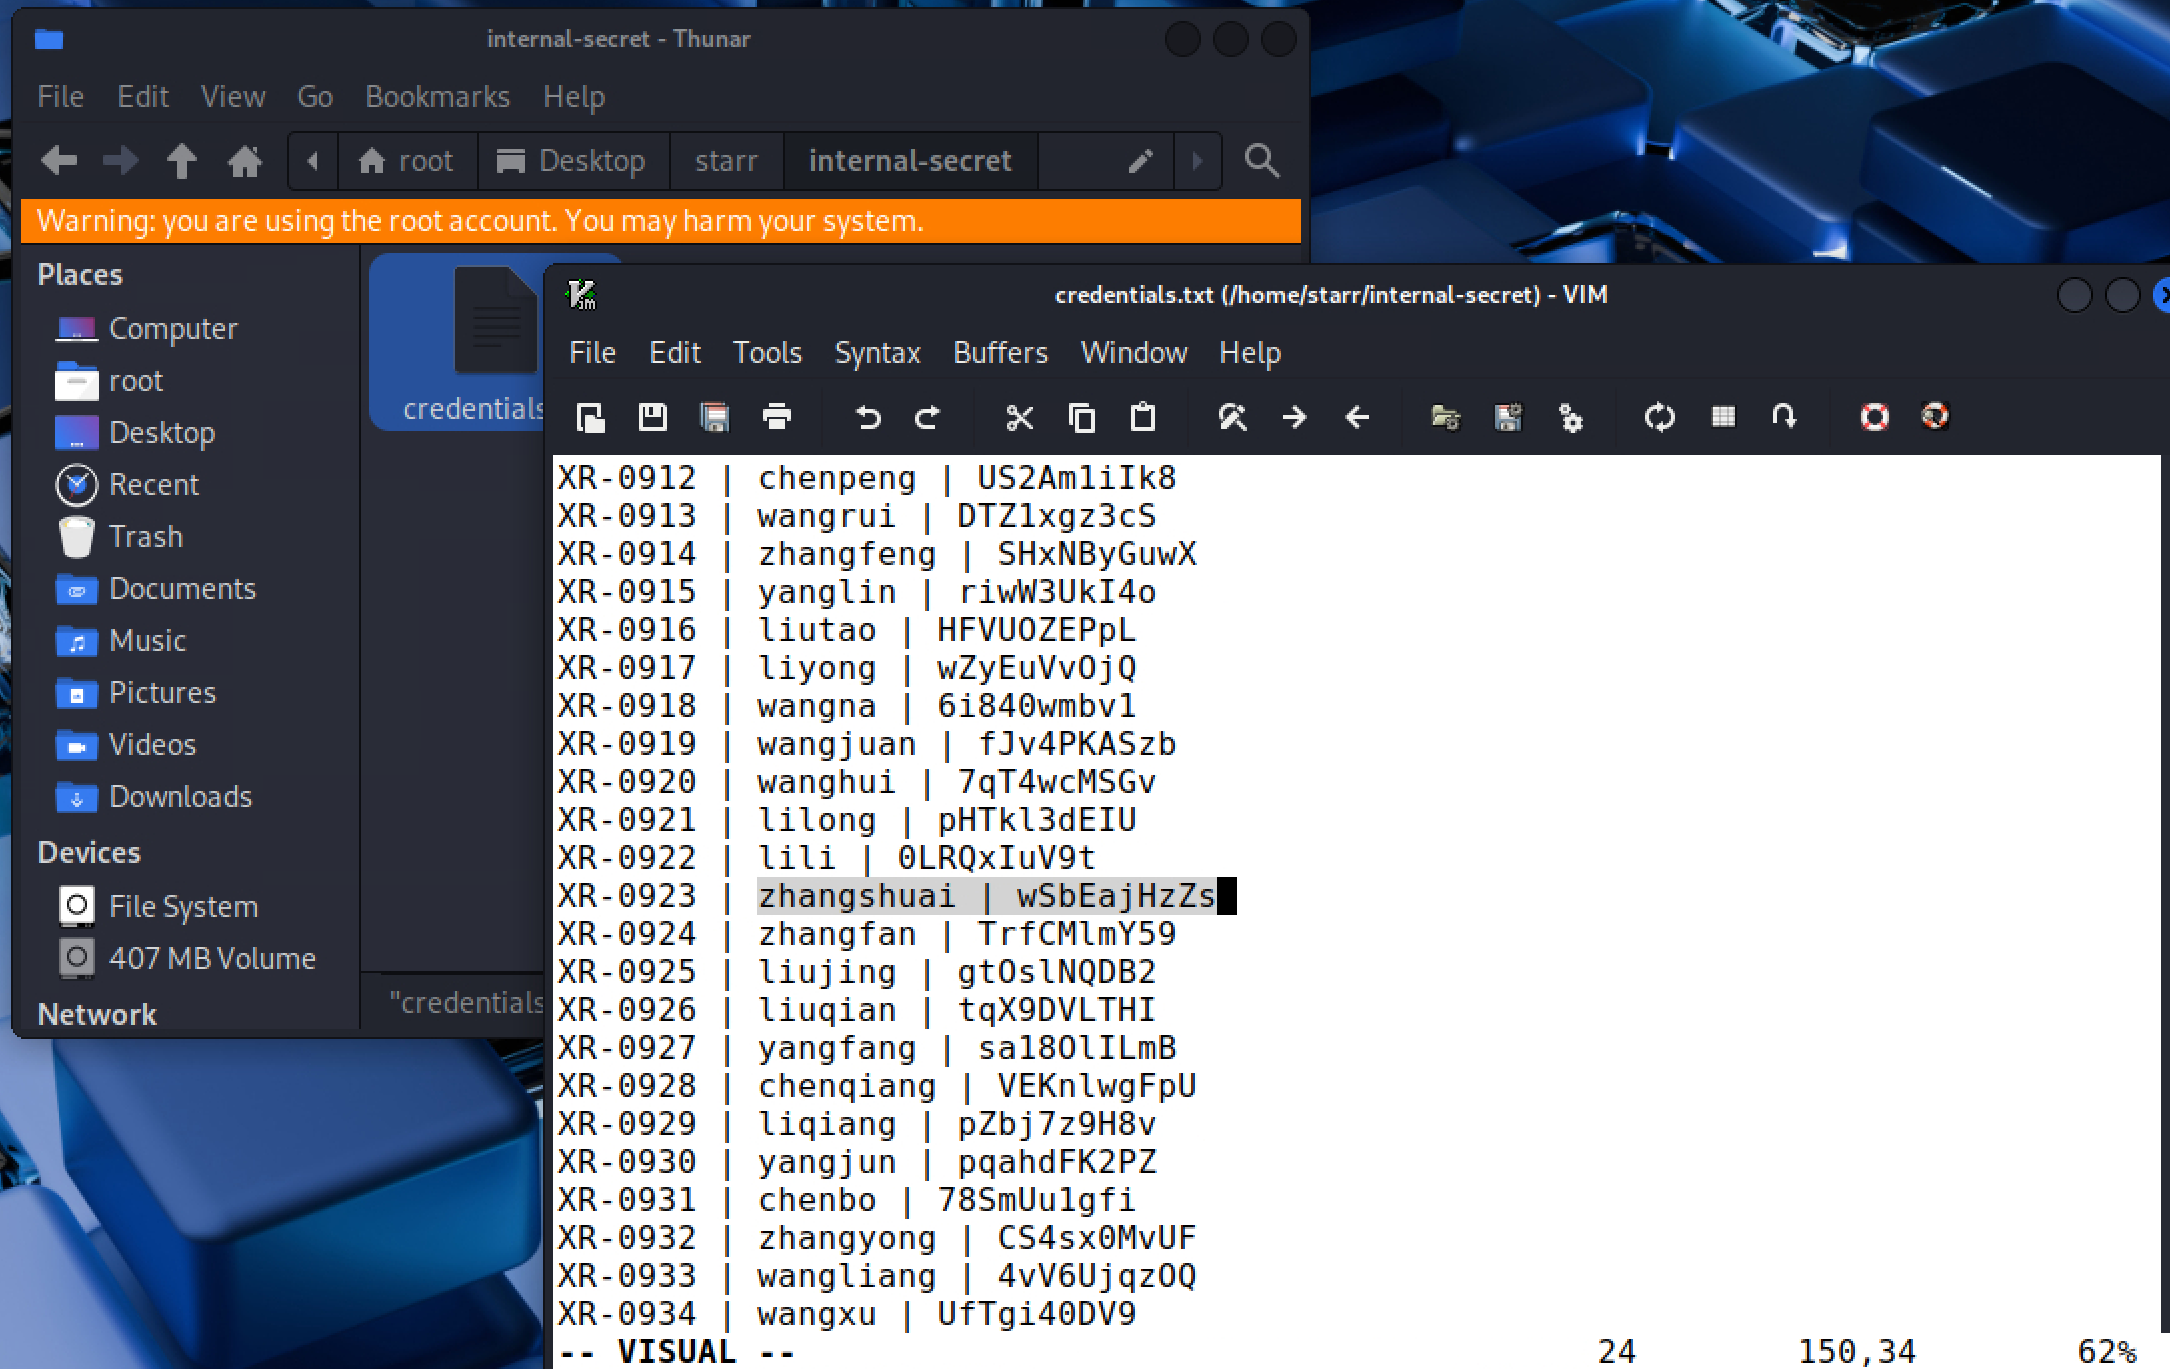 internal-secret - Thunar
File Edit View Go Bookmarks Help
root Desktop starr internal-secret
Warning: you are using the root account. You may harm your system.
Places
Computer
root
Desktop
Recent
Trash
Documents
Music
Pictures
Videos
Downloads
Devices
File System
407 MB Volume
Network
credentials
"credentials
credentials.txt (/home/starr/internal-secret) - VIM
File Edit Tools Syntax Buffers Window Help
XR-0912 | chenpeng | US2Am1iIk8
XR-0913 | wangrui | DTZ1xgz3cS
XR-0914 | zhangfeng | SHxNByGuwX
XR-0915 | yanglin | riwW3UkI4o
XR-0916 | liutao | HFVUOZEPpL
XR-0917 | liyong | wZyEuVvOjQ
XR-0918 | wangna | 6i840wmbv1
XR-0919 | wangjuan | fJv4PKASzb
XR-0920 | wanghui | 7qT4wcMSGv
XR-0921 | lilong | pHTkl3dEIU
XR-0922 | lili | 0LRQxIuV9t
XR-0923 | zhangshuai | wSbEajHzZs
XR-0924 | zhangfan | TrfCMlmY59
XR-0925 | liujing | gtOslNQDB2
XR-0926 | liuqian | tqX9DVLTHI
XR-0927 | yangfang | sa18OlILmB
XR-0928 | chenqiang | VEKnlwgFpU
XR-0929 | liqiang | pZbj7z9H8v
XR-0930 | yangjun | pqahdFK2PZ
XR-0931 | chenbo | 78SmUu1gfi
XR-0932 | zhangyong | CS4sx0MvUF
XR-0933 | wangliang | 4vV6UjqzOQ
XR-0934 | wangxu | UfTgi40DV9
-- VISUAL -- 24 150,34 62%